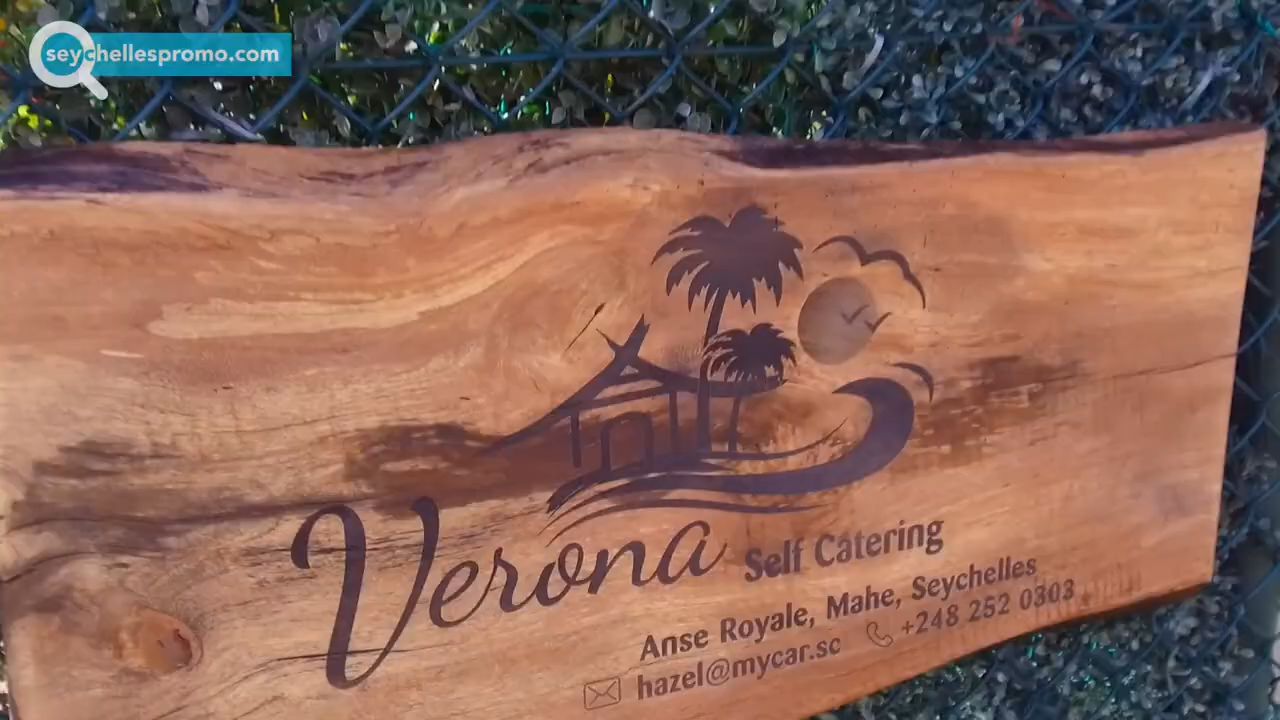 seychellespromo.com
Verona Self Catering
Anse Royale, Mahe, Seychelles
hazel@mycar.sc +248 252 0303